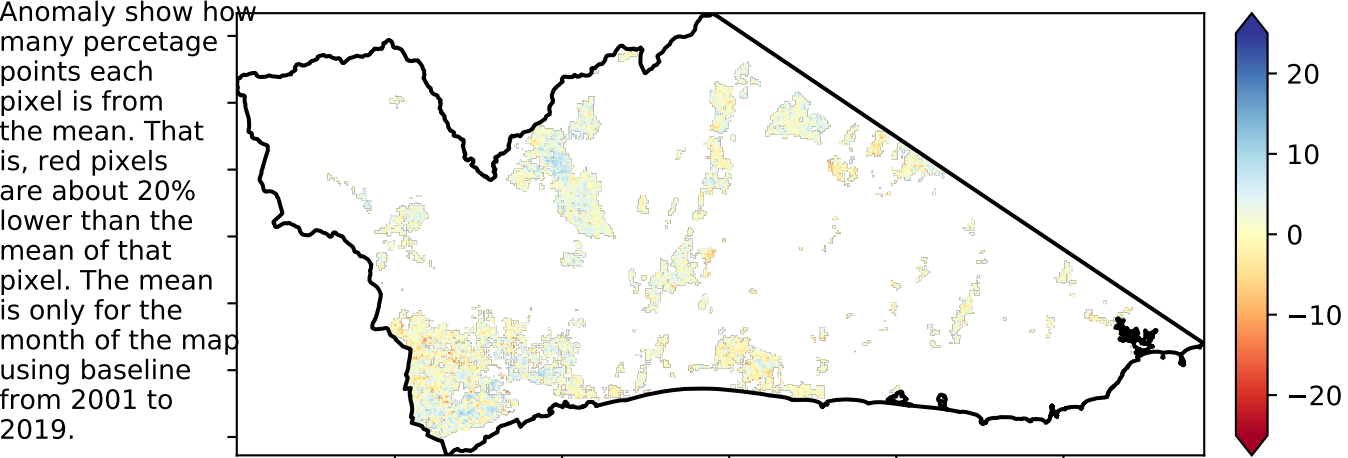 Anomaly show how
many percetage
points each
pixel is from
the mean. That
is, red pixels
are about 20%
lower than the
mean of that
pixel. The mean
is only for the
month of the map
using baseline
from 2001 to
2019.
20
10
0
−10
−20